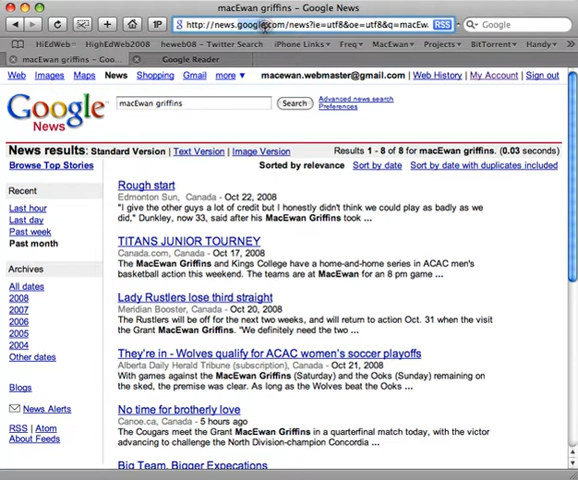 macEwan griffins - Google News
1P
http://news.google.com/news?ie=utf8&oe=utf8&q=macEw
RSS
Google
HiEdWeb
HighEdWeb2008
heweb08 - Twitter Search
iPhone Links
Freq
MacEwan
Projects
BitTorrent
Handy
macEwan griffins - Goo...
Google Reader
Web Images Maps News Shopping Gmail more
macewan.webmaster@gmail.com | Web History | My Account | Sign out
Google
News
macEwan griffins
Search
Advanced news search
Preferences
News results: Standard Version | Text Version | Image Version
Results 1 - 8 of 8 for macEwan griffins. (0.03 seconds)
Browse Top Stories
Sorted by relevance Sort by date Sort by date with duplicates included
Recent
Last hour
Last day
Past week
Past month
Archives
All dates
2008
2007
2006
2005
2004
Other dates
Blogs
News Alerts
RSS | Atom
About Feeds
Rough start
Edmonton Sun, Canada - Oct 22, 2008
"I give the other guys a lot of credit but I honestly didn't think we could play as badly as we
did," Dunkley, now 33, said after his MacEwan Griffins took ...
TITANS JUNIOR TOURNEY
Canada.com, Canada - Oct 17, 2008
The MacEwan Griffins and Kings College have a home-and-home series in ACAC men's
basketball action this weekend. The teams are at MacEwan for an 8 pm game ...
Lady Rustlers lose third straight
Meridian Booster, Canada - Oct 20, 2008
The Rustlers will be off for the next two weeks, and will return to action Oct. 31 when the visit
the Grant MacEwan Griffins. "We definitely need the two ...
They're in - Wolves qualify for ACAC women's soccer playoffs
Alberta Daily Herald Tribune (subscription), Canada - Oct 21, 2008
With games against the MacEwan Griffins (Saturday) and the Ooks (Sunday) remaining on
the sked, the premise was clear. As long as the Wolves beat the Ooks ...
No time for brotherly love
Canoe.ca, Canada - 5 hours ago
The Cougars meet the Grant MacEwan Griffins in a quarterfinal match today, with the victor
advancing to challenge the North Division-champion Concordia ...
Big Team, Bigger Expecations